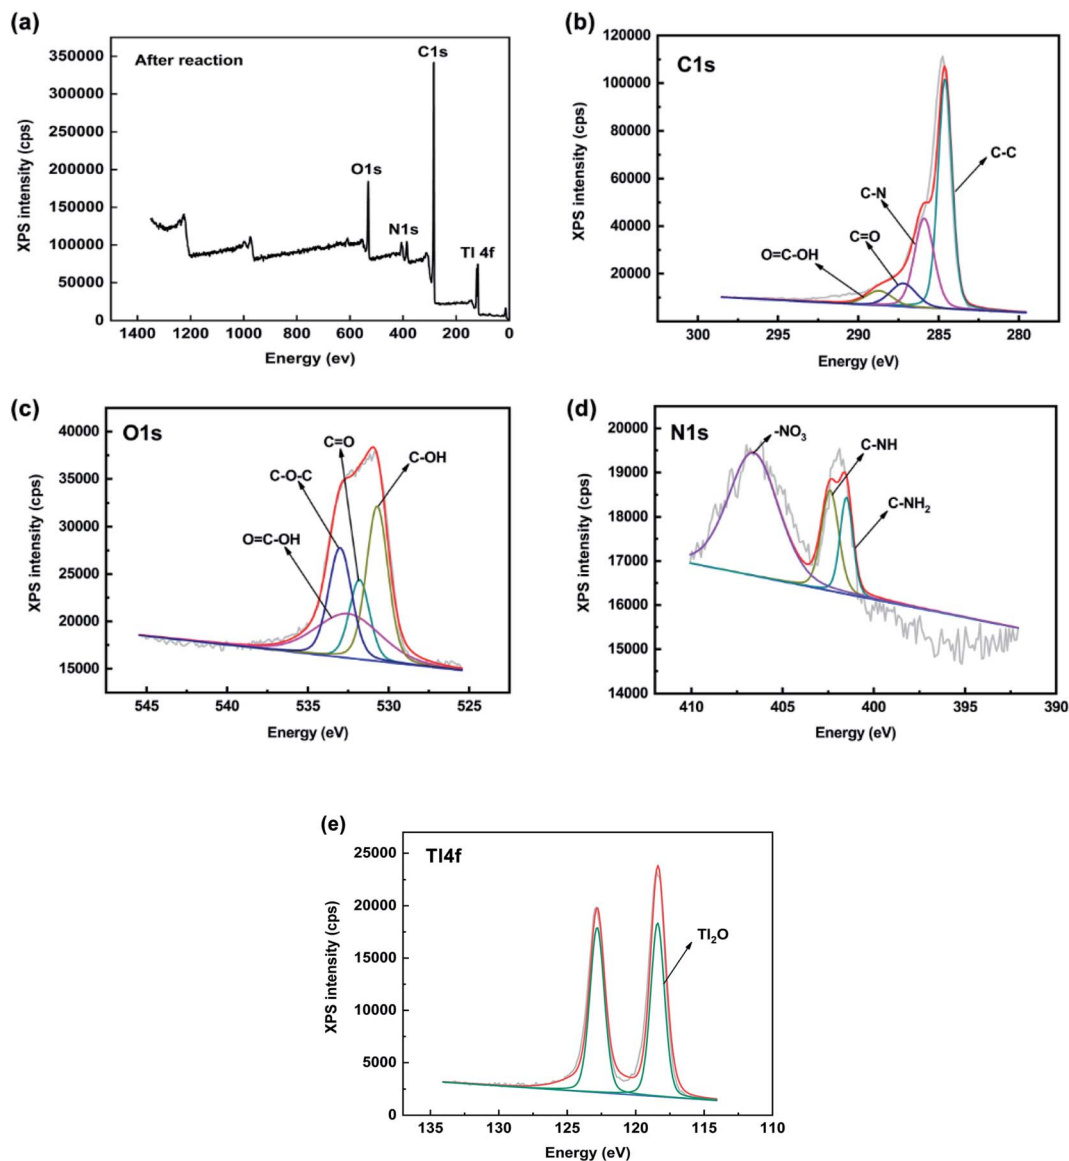 (a)
After reaction
C1s
O1s
N1s
Tl 4f
350000
300000
250000
200000
150000
100000
50000
0
XPS intensity (cps)
1400 1200 1000 800 600 400 200 0
Energy (ev)
(b)
C1s
C-C
C-N
C=O
O=C-OH
120000
100000
80000
60000
40000
20000
XPS intensity (cps)
300 295 290 285 280
Energy (eV)
(c)
O1s
C=O
C-OH
C-O-C
O=C-OH
40000
35000
30000
25000
20000
15000
XPS intensity (cps)
545 540 535 530 525
Energy (eV)
(d)
N1s
-NO3
C-NH
C-NH2
20000
19000
18000
17000
16000
15000
14000
XPS intensity (cps)
410 405 400 395 390
Energy (eV)
(e)
Tl4f
Tl2O
25000
20000
15000
10000
5000
0
XPS intensity (cps)
135 130 125 120 115 110
Energy (eV)